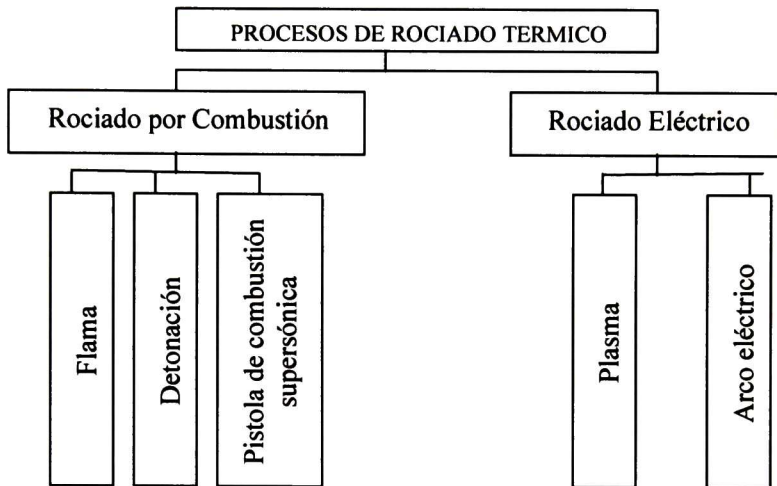 PROCESOS DE ROCIADO TERMICO
Rociado por Combustión
Rociado Eléctrico
Flama
Detonación
Pistola de combustión
supersónica
Plasma
Arco eléctrico